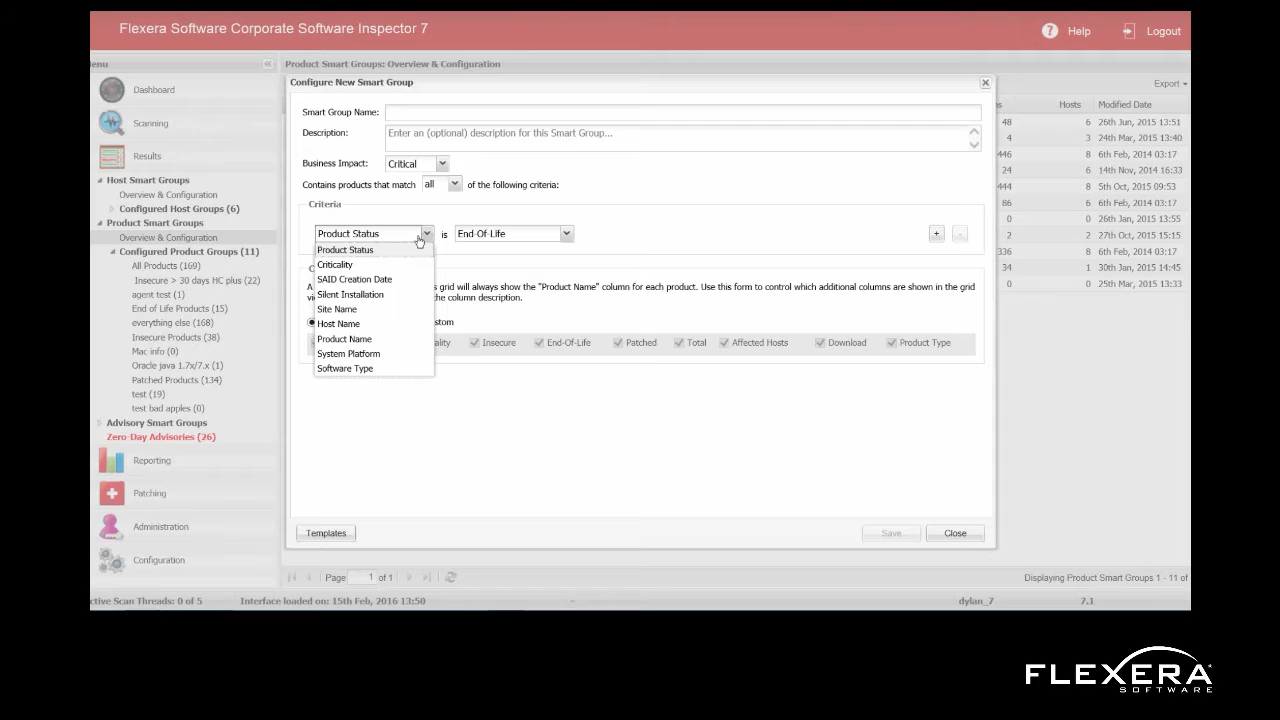 Flexera Software Corporate Software Inspector 7
Help
Logout
enu
Product Smart Groups: Overview & Configuration
Configure New Smart Group
Export
Dashboard
Scanning
Results
Host Smart Groups
Overview & Configuration
Configured Host Groups (6)
Product Smart Groups
Overview & Configuration
Configured Product Groups (11)
All Products (169)
Insecure > 30 days HC plus (22)
agent test (1)
End of Life Products (15)
everything else (168)
Insecure Products (38)
Mac info (0)
Oracle java 1.7x/7.x (1)
Patched Products (134)
test (19)
test bad apples (0)
Advisory Smart Groups
Zero-Day Advisories (26)
Reporting
Patching
Administration
Configuration
Smart Group Name:
Description: Enter an (optional) description for this Smart Group...
Business Impact: Critical
Contains products that match all of the following criteria:
Criteria
Product Status is End-Of-Life + -
Product Status
Criticality
SAID Creation Date
Silent Installation
Site Name
Host Name
Product Name
System Platform
Software Type
C
A s grid will always show the "Product Name" column for each product. Use this form to control which additional columns are shown in the grid
vi the column description.
stom
ality Insecure End-Of-Life Patched Total Affected Hosts Download Product Type
Templates Save Close
ns Hosts Modified Date
48 6 26th Jun, 2015 13:51
4 3 24th Mar, 2015 13:40
446 8 6th Feb, 2014 03:17
24 6 14th Nov, 2014 16:33
444 8 5th Oct, 2015 09:53
86 6 6th Feb, 2014 03:17
0 0 26th Jan, 2015 13:55
2 2 6th Feb, 2014 03:17
336 8 6th Feb, 2014 03:17
34 1 30th Jan, 2015 14:45
0 0 25th Mar, 2015 13:33
Page 1 of 1
Displaying Product Smart Groups 1 - 11 of
ctive Scan Threads: 0 of 5
Interface loaded on: 15th Feb, 2016 13:50
dylan_7
7.1
FLEXERA
SOFTWARE